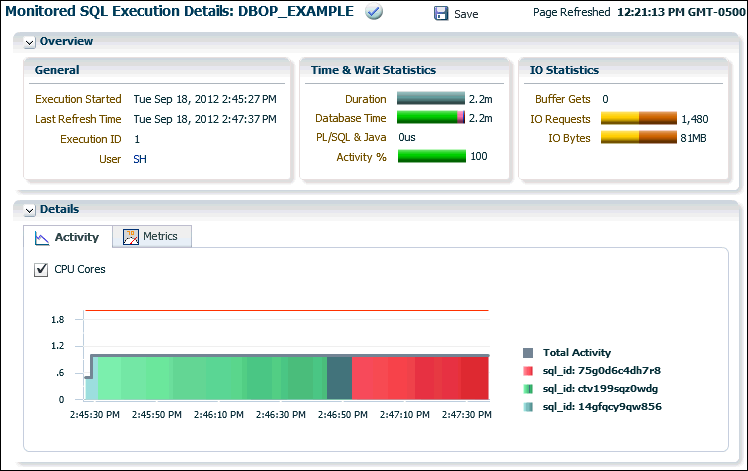 Monitored SQL Execution Details: DBOP_EXAMPLE Save Page Refreshed 12:21:13 PM GMT-0500
Overview
General
Execution Started Tue Sep 18, 2012 2:45:27 PM
Last Refresh Time Tue Sep 18, 2012 2:47:37 PM
Execution ID 1
User SH
Time & Wait Statistics
Duration 2.2m
Database Time 2.2m
PL/SQL & Java 0us
Activity % 100
IO Statistics
Buffer Gets 0
IO Requests 1,480
IO Bytes 81MB
Details
Activity Metrics
CPU Cores
1.8
1.2
.6
0
2:45:30 PM 2:45:50 PM 2:46:10 PM 2:46:30 PM 2:46:50 PM 2:47:10 PM 2:47:30 PM
Total Activity
sql_id: 75g0d6c4dh7r8
sql_id: ctv199sqz0wdg
sql_id: 14gfqcy9qw856